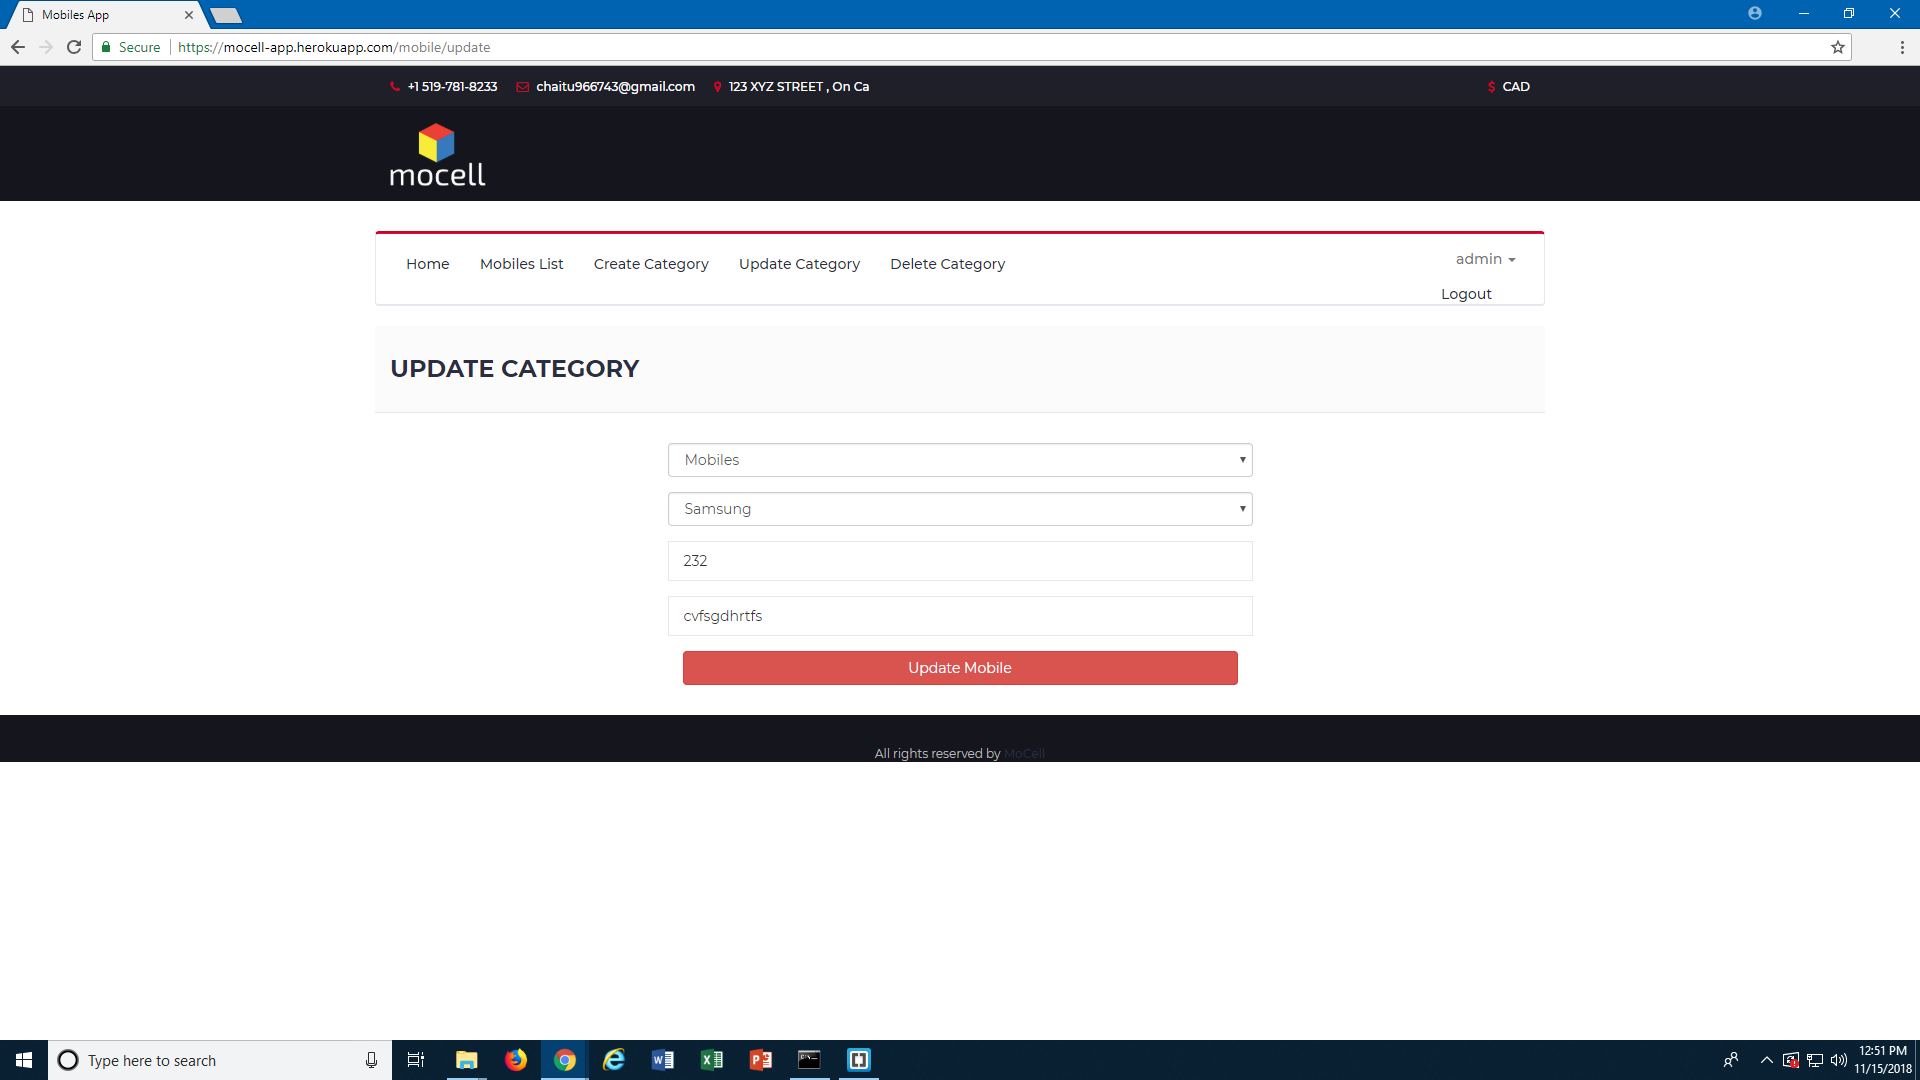 Mobiles App
Secure https://mocell-app.herokuapp.com/mobile/update
+1 519-781-8233 chaitu966743@gmail.com 123 XYZ STREET , On Ca $ CAD
mocell
Home Mobiles List Create Category Update Category Delete Category admin
Logout
UPDATE CATEGORY
Mobiles
Samsung
232
cvfsgdhrtfs
Update Mobile
All rights reserved by MoCell
Type here to search
12:51 PM
11/15/2018